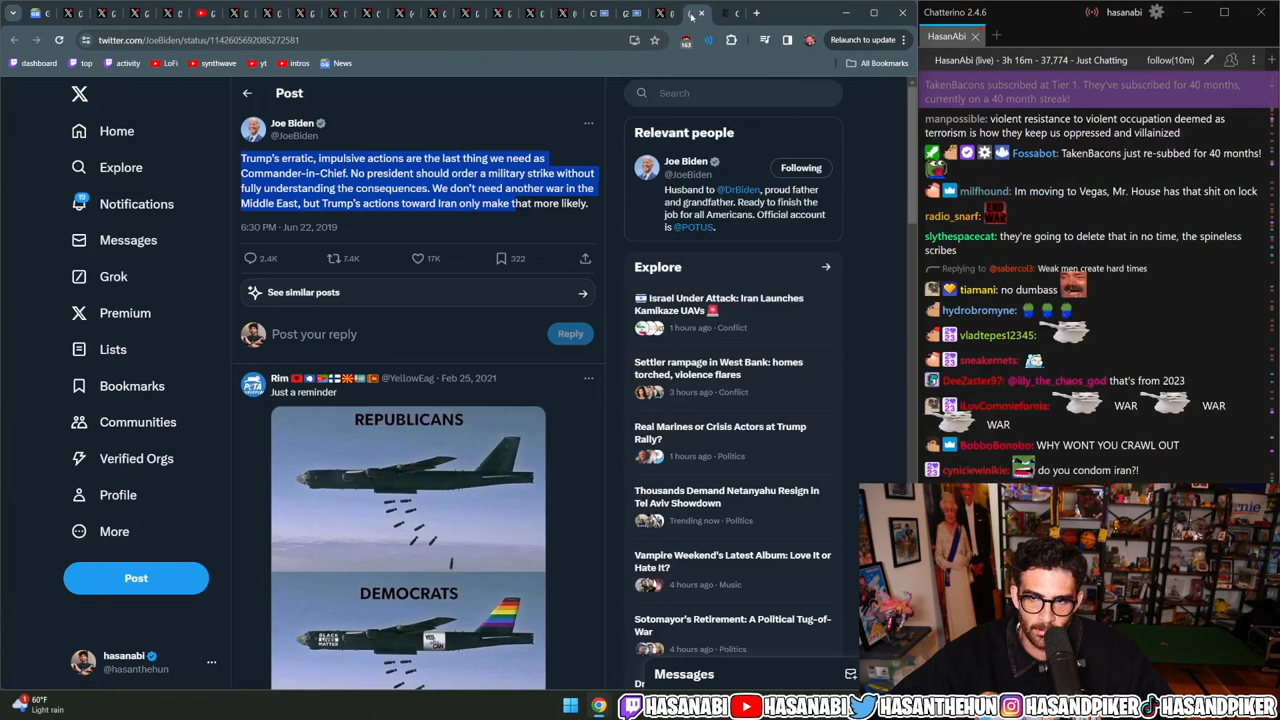 Chatterino 2.4.6
hasanabi
twitter.com/JoeBiden/status/1142605692085272581
163
Relaunch to update
HasanAbi
dashboard
top
activity
LoFi
synthwave
yt
intros
News
All Bookmarks
HasanAbi (live) - 3h 16m - 37,774 - Just Chatting
follow(10m)
Home
Explore
19
Notifications
Messages
Grok
Premium
Lists
Bookmarks
Communities
Verified Orgs
Profile
More
Post
hasanabi
@hasanthehun
Post
Joe Biden
@JoeBiden
Trump's erratic, impulsive actions are the last thing we need as
Commander-in-Chief. No president should order a military strike without
fully understanding the consequences. We don't need another war in the
Middle East, but Trump's actions toward Iran only make that more likely.
6:30 PM · Jun 22, 2019
2.4K
7.4K
17K
322
See similar posts
Post your reply
Reply
Rim
@YellowEag · Feb 25, 2021
Just a reminder
REPUBLICANS
DEMOCRATS
BLACK LIVES MATTER
YES WE CAN
Search
Relevant people
Joe Biden
@JoeBiden
Following
Husband to @DrBiden, proud father
and grandfather. Ready to finish the
job for all Americans. Official account
is @POTUS.
Explore
Israel Under Attack: Iran Launches
Kamikaze UAVs
1 hours ago · Conflict
Settler rampage in West Bank: homes
torched, violence flares
3 hours ago · Conflict
Real Marines or Crisis Actors at Trump
Rally?
1 hours ago · Politics
Thousands Demand Netanyahu Resign in
Tel Aviv Showdown
Trending now · Politics
Vampire Weekend's Latest Album: Love It or
Hate It?
4 hours ago · Music
Sotomayor's Retirement: A Political Tug-of-
War
4 hours ago · Politics
Messages
TakenBacons subscribed at Tier 1. They've subscribed for 40 months,
currently on a 40 month streak!
manpossible: violent resistance to violent occupation deemed as
terrorism is how they keep us oppressed and villainized
Fossabot: TakenBacons just re-subbed for 40 months!
milfhound: Im moving to Vegas, Mr. House has that shit on lock
radio_snarf:
slythespacecat: they're going to delete that in no time, the spineless
scribes
Replying to @sabercol3: Weak men create hard times
tiamani: no dumbass
hydrobromyne:
vladtepes12345:
sneakernets:
DeeZaster97: @lily_the_chaos_god that's from 2023
iLuvCommiefornia: WAR WAR
WAR
BobboBonobo: WHY WONT YOU CRAWL OUT
cyniclewinikle: do you condom iran?!
60°F
Light rain
HASANABI
HASANABI
HASANTHEHUN
HASANDPIKER
HASANDPIKER